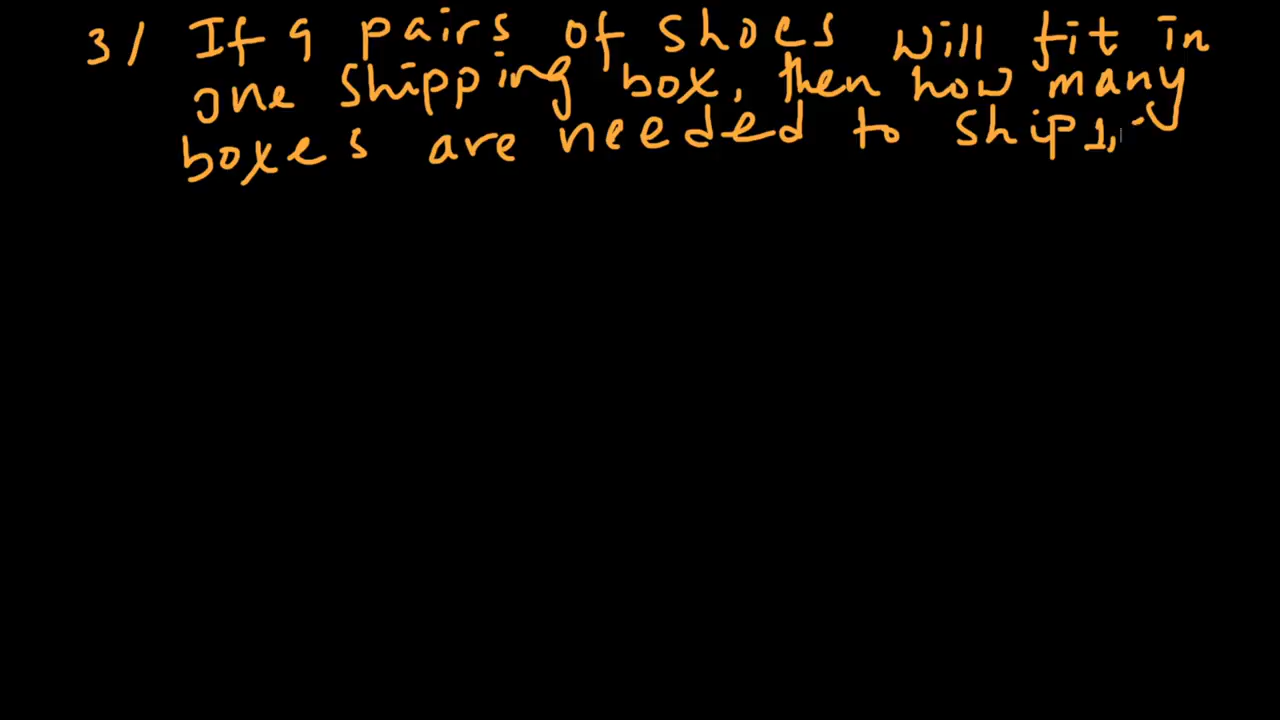 3/ If 9 pairs of shoes will fit in
one shipping box, then how many
boxes are needed to ship 1,